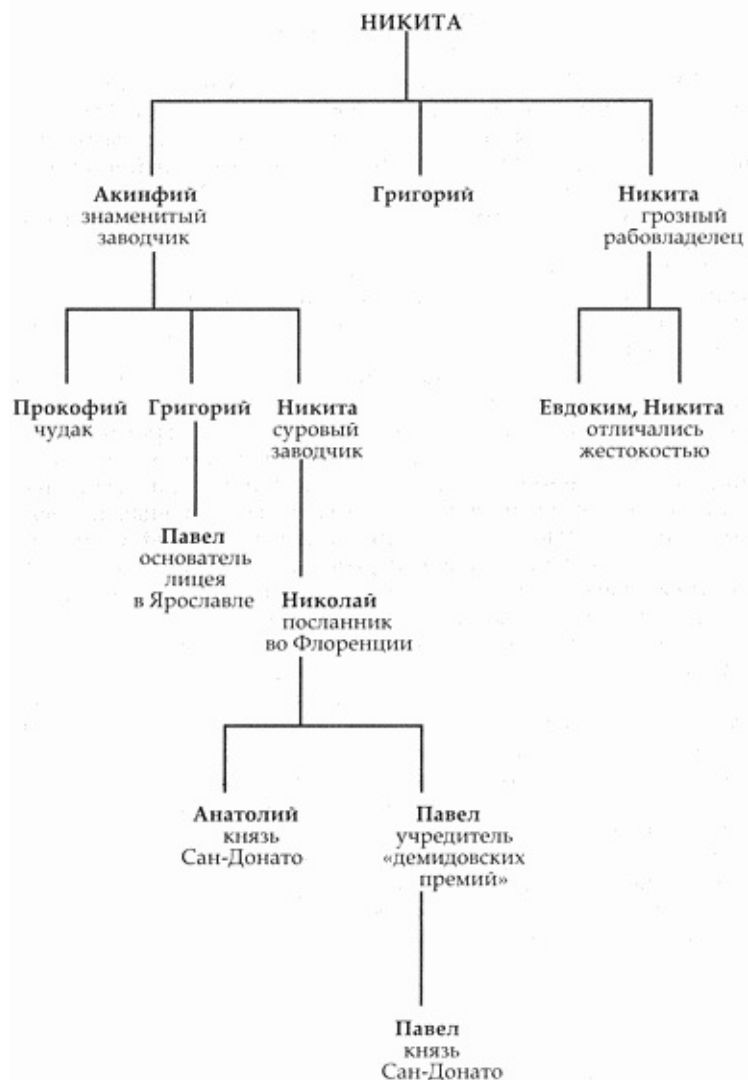 НИКИТА
Акинфий
знаменитый
заводчик
Григорий
Никита
грозный
рабовладелец
Прокофий
чудак
Григорий
Никита
суровый
заводчик
Евдоким, Никита
отличались
жестокостью
Павел
основатель
лицея
в Ярославле
Николай
посланник
во Флоренции
Анатолий
князь
Сан-Донато
Павел
учредитель
«демидовских
премий»
Павел
князь
Сан-Донато